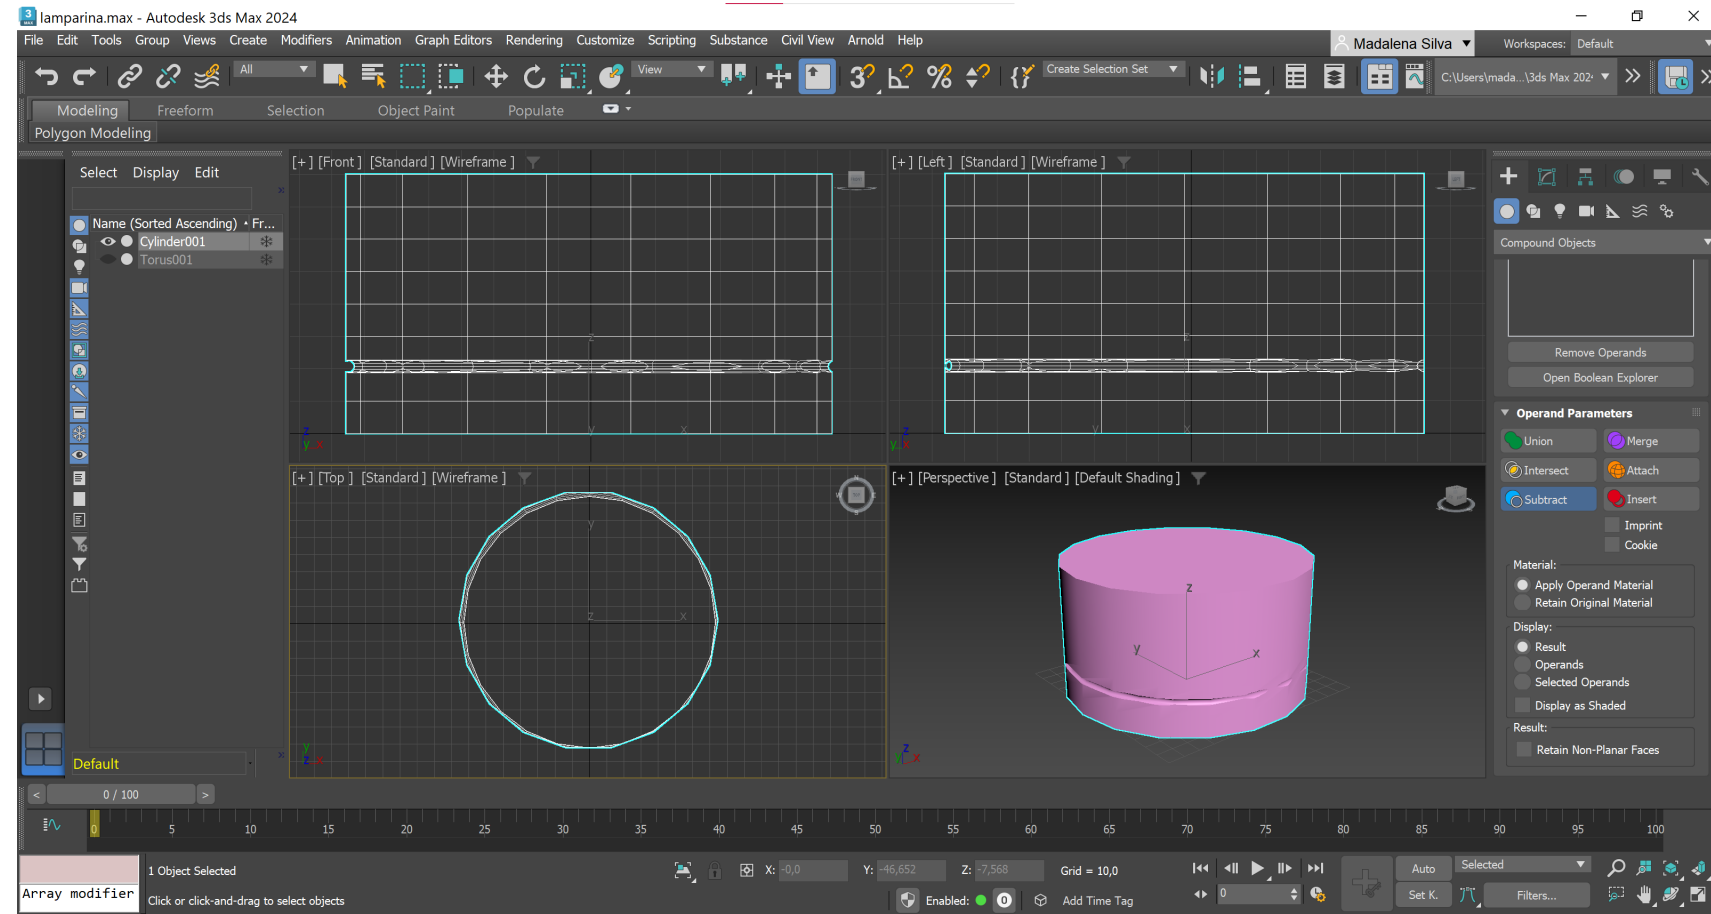 lamparina.max - Autodesk 3ds Max 2024
File Edit Tools Group Views Create Modifiers Animation Graph Editors Rendering Customize Scripting Substance Civil View Arnold Help
Madalena Silva
Workspaces: Default
All
View
Create Selection Set
C:\Users\mada...\3ds Max 202
Modeling Freeform Selection Object Paint Populate
Polygon Modeling
Select Display Edit
Name (Sorted Ascending) Fr...
Cylinder001
Torus001
Default
[+] [Front] [Standard] [Wireframe]
z
y x
z
y x
[+] [Left] [Standard] [Wireframe]
z
y x
z
y
[+] [Top] [Standard] [Wireframe]
y
z x
y
z x
[+] [Perspective] [Standard] [Default Shading]
z
y x
z
y x
Compound Objects
Remove Operands
Open Boolean Explorer
Operand Parameters
Union Merge
Intersect Attach
Subtract Insert
Imprint
Cookie
Material:
Apply Operand Material
Retain Original Material
Display:
Result
Operands
Selected Operands
Display as Shaded
Result:
Retain Non-Planar Faces
< 0 / 100 >
0 5 10 15 20 25 30 35 40 45 50 55 60 65 70 75 80 85 90 95 100
1 Object Selected
X: -0,0 Y: -46,652 Z: -7,568 Grid = 10,0
Auto Selected
Array modifier
Click or click-and-drag to select objects
Enabled: 0 Add Time Tag
0
Set K. Filters...